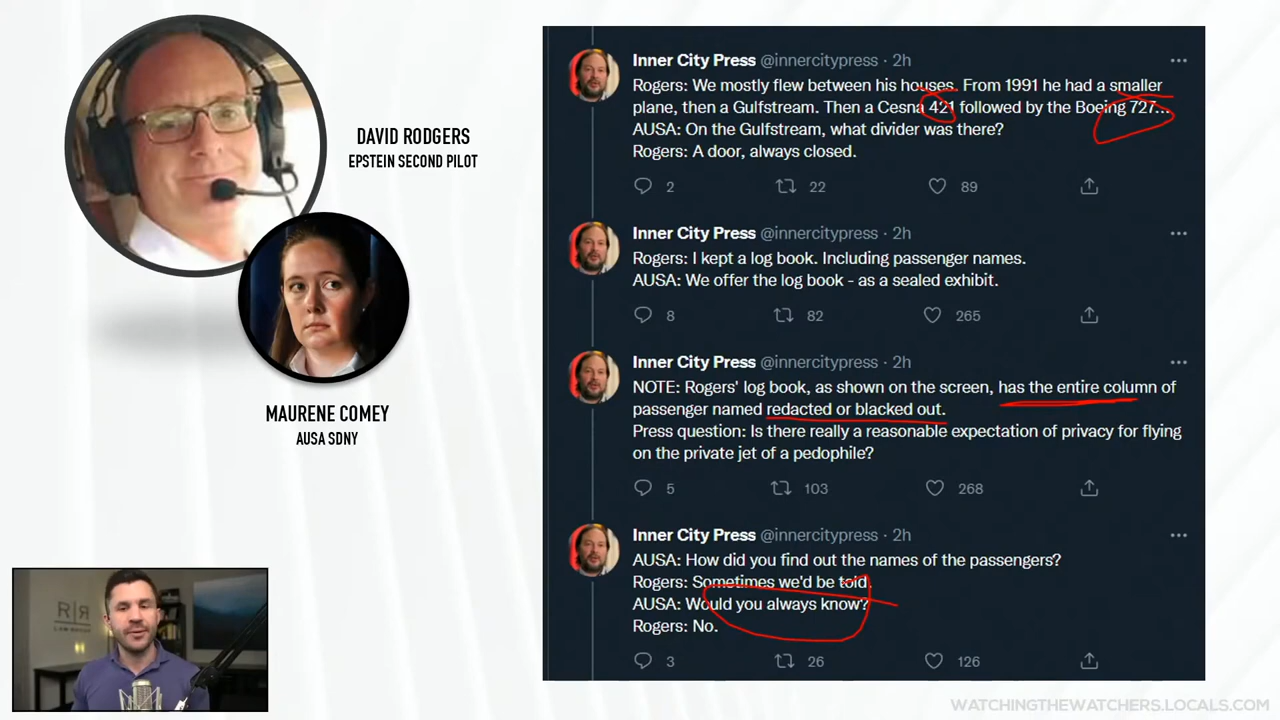 DAVID RODGERS
EPSTEIN SECOND PILOT
MAURENE COMEY
AUSA SDNY
Inner City Press @innercitypress · 2h
Rogers: We mostly flew between his houses. From 1991 he had a smaller
plane, then a Gulfstream. Then a Cesna 421 followed by the Boeing 727...
AUSA: On the Gulfstream, what divider was there?
Rogers: A door, always closed.
2 22 89
Inner City Press @innercitypress · 2h
Rogers: I kept a log book. Including passenger names.
AUSA: We offer the log book - as a sealed exhibit.
8 82 265
Inner City Press @innercitypress · 2h
NOTE: Rogers' log book, as shown on the screen, has the entire column of
passenger named redacted or blacked out.
Press question: Is there really a reasonable expectation of privacy for flying
on the private jet of a pedophile?
5 103 268
Inner City Press @innercitypress · 2h
AUSA: How did you find out the names of the passengers?
Rogers: Sometimes we'd be told.
AUSA: Would you always know?
Rogers: No.
3 26 126
R|R
LAW GROUP
WATCHINGTHEWATCHERS.LOCALS.COM